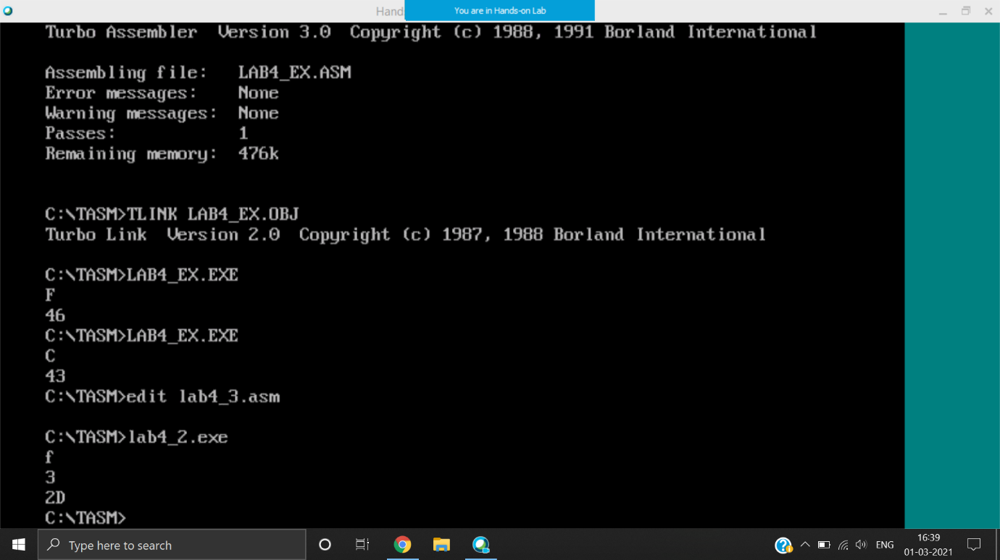 Hand
You are in Hands-on Lab
Turbo Assembler Version 3.0 Copyright (c) 1988, 1991 Borland International
Assembling file: LAB4_EX.ASM
Error messages: None
Warning messages: None
Passes: 1
Remaining memory: 476k
C:\TASM>TLINK LAB4_EX.OBJ
Turbo Link Version 2.0 Copyright (c) 1987, 1988 Borland International
C:\TASM>LAB4_EX.EXE
F
46
C:\TASM>LAB4_EX.EXE
C
43
C:\TASM>edit lab4_3.asm
C:\TASM>lab4_2.exe
f
3
2D
C:\TASM>
Type here to search
ENG
16:39
01-03-2021